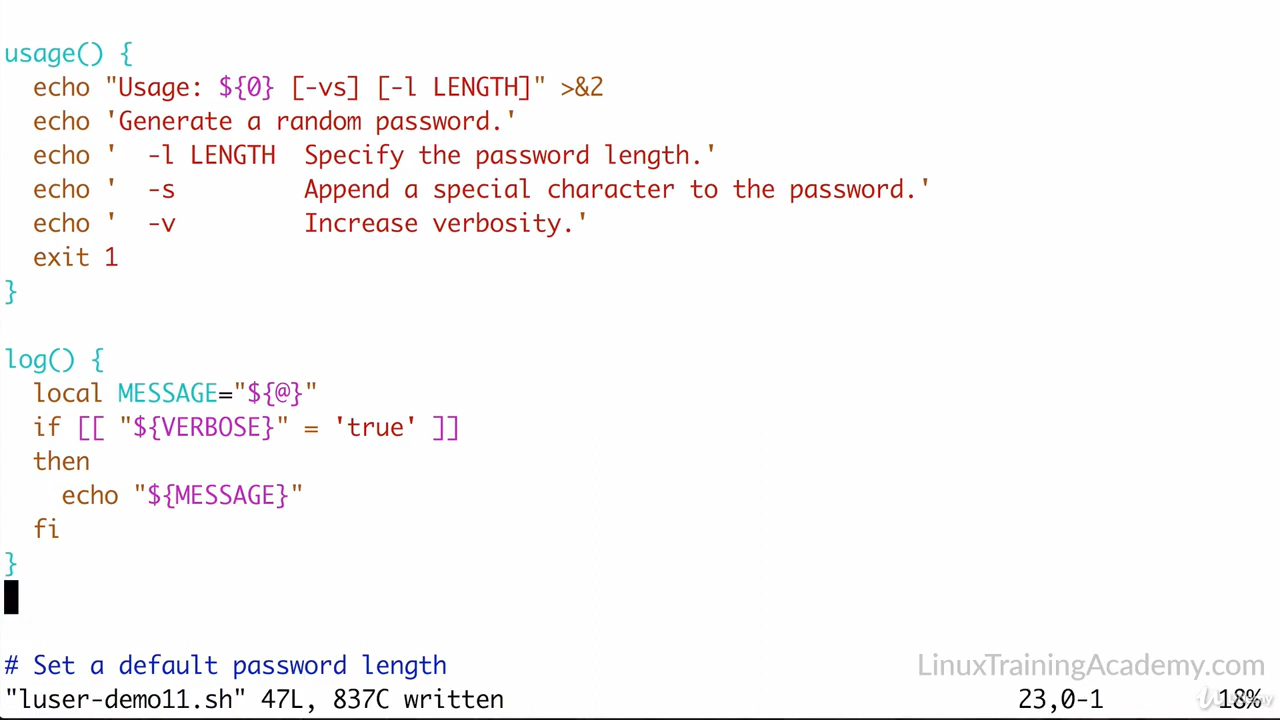 usage() {
  echo "Usage: ${0} [-vs] [-l LENGTH]" >&2
  echo 'Generate a random password.'
  echo '  -l LENGTH  Specify the password length.'
  echo '  -s         Append a special character to the password.'
  echo '  -v         Increase verbosity.'
  exit 1
}
log() {
  local MESSAGE="${@}"
  if [[ "${VERBOSE}" = 'true' ]]
  then
    echo "${MESSAGE}"
  fi
}
# Set a default password length
LinuxTrainingAcademy.com
"luser-demo11.sh" 47L, 837C written 23,0-1 18%